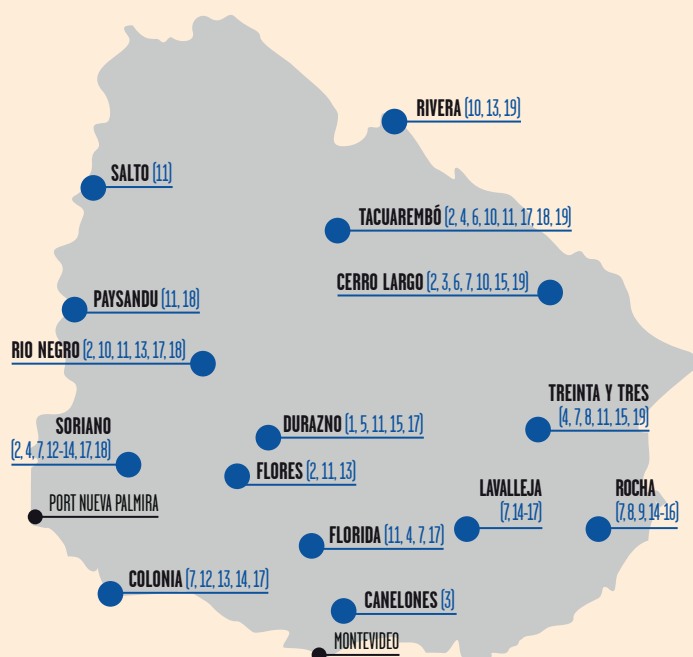 RIVERA (10, 13, 19)
SALTO (11)
TACUAREMBÓ (2, 4, 6, 10, 11, 17, 18, 19)
CERRO LARGO (2, 3, 6, 7, 10, 15, 19)
PAYSANDU (11, 18)
RIO NEGRO (2, 10, 11, 13, 17, 18)
TREINTA Y TRES
(4, 7, 8, 11, 15, 19)
DURAZNO (1, 5, 11, 15, 17)
SORIANO
(2, 4, 7, 12-14, 17, 18)
FLORES (2, 11, 13)
LAVALLEJA
(7, 14-17)
ROCHA
(7, 8, 9, 14-16)
PORT NUEVA PALMIRA
FLORIDA (11, 4, 7, 17)
COLONIA (7, 12, 13, 14, 17)
CANELONES (3)
MONTEVIDEO